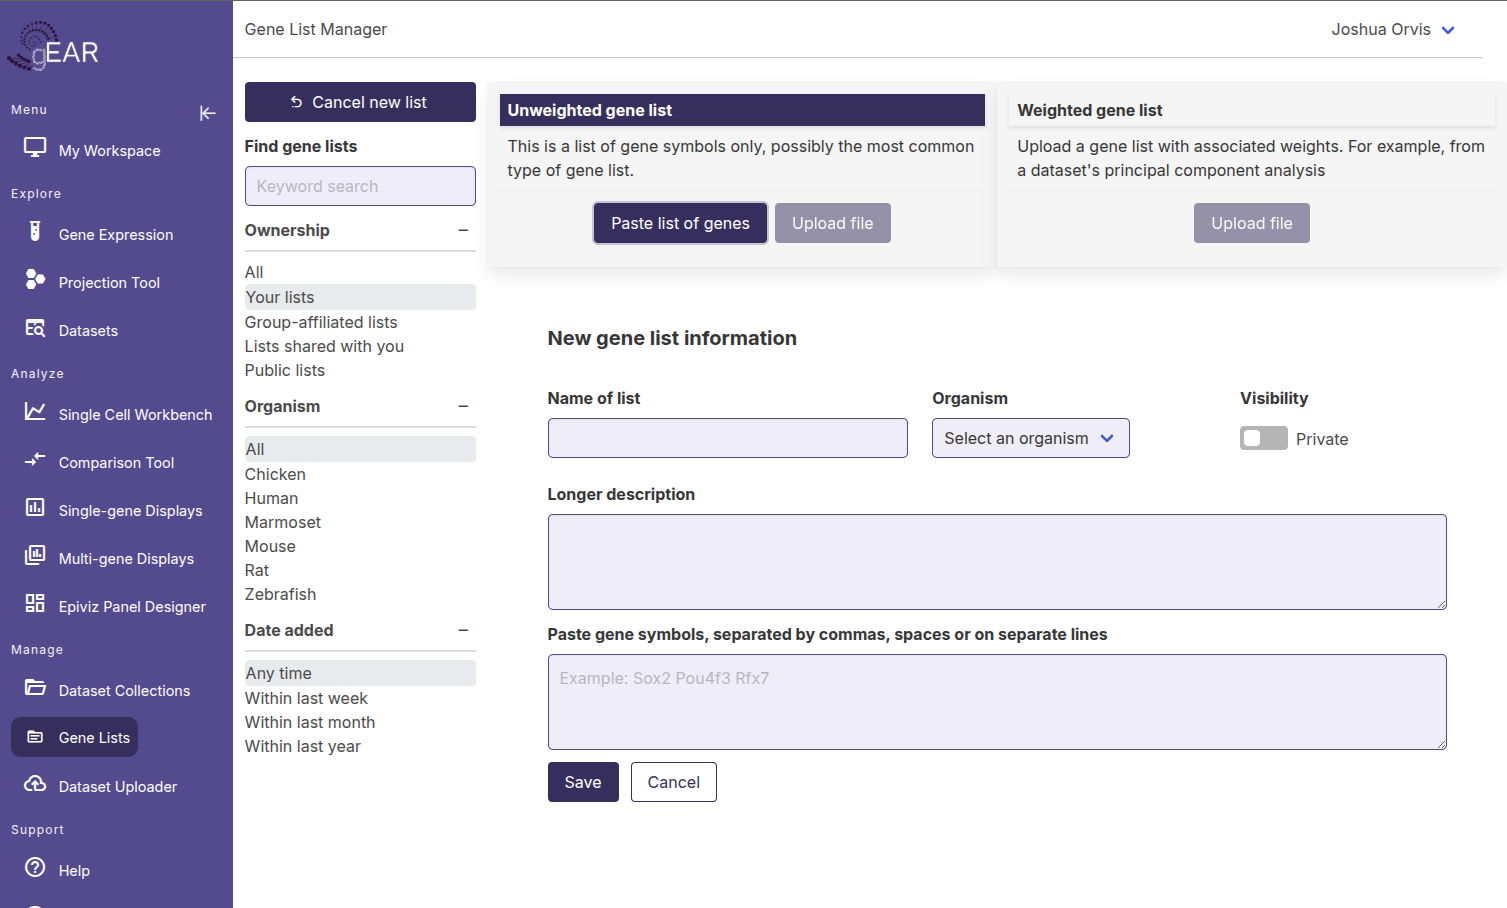 gEAR
Menu
My Workspace
Explore
Gene Expression
Projection Tool
Datasets
Analyze
Single Cell Workbench
Comparison Tool
Single-gene Displays
Multi-gene Displays
Epiviz Panel Designer
Manage
Dataset Collections
Gene Lists
Dataset Uploader
Support
Help
Gene List Manager
Joshua Orvis
Cancel new list
Find gene lists
Keyword search
Ownership
All
Your lists
Group-affiliated lists
Lists shared with you
Public lists
Organism
All
Chicken
Human
Marmoset
Mouse
Rat
Zebrafish
Date added
Any time
Within last week
Within last month
Within last year
Unweighted gene list
This is a list of gene symbols only, possibly the most common
type of gene list.
Paste list of genes
Upload file
Weighted gene list
Upload a gene list with associated weights. For example, from
a dataset's principal component analysis
Upload file
New gene list information
Name of list
Organism
Select an organism
Visibility
Private
Longer description
Paste gene symbols, separated by commas, spaces or on separate lines
Example: Sox2 Pou4f3 Rfx7
Save
Cancel